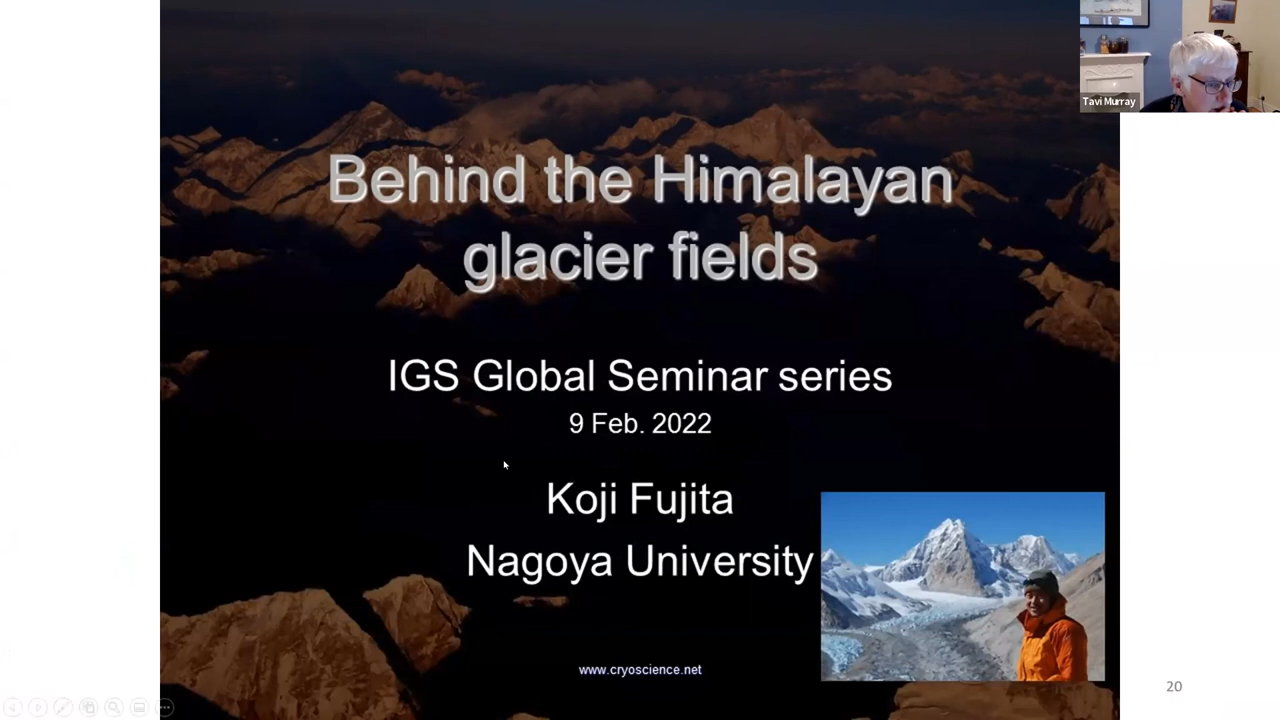 Tavi Murray
Behind the Himalayan
glacier fields
IGS Global Seminar series
9 Feb. 2022
Koji Fujita
Nagoya University
www.cryoscience.net
20